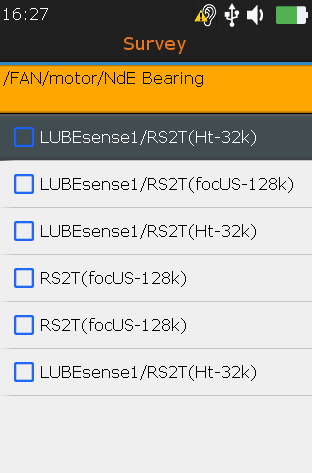 16:27
Survey
/FAN/motor/NdE Bearing
LUBEsense1/RS2T(Ht-32k)
LUBEsense1/RS2T(focUS-128k)
LUBEsense1/RS2T(Ht-32k)
RS2T(focUS-128k)
RS2T(focUS-128k)
LUBEsense1/RS2T(Ht-32k)